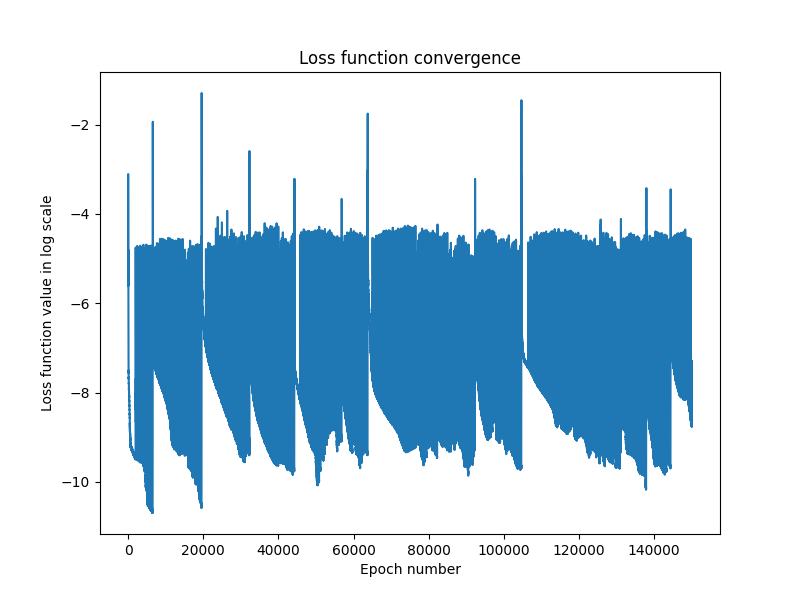 Loss function convergence
Loss function value in log scale
−2
−4
−6
−8
−10
0 20000 40000 60000 80000 100000 120000 140000
Epoch number